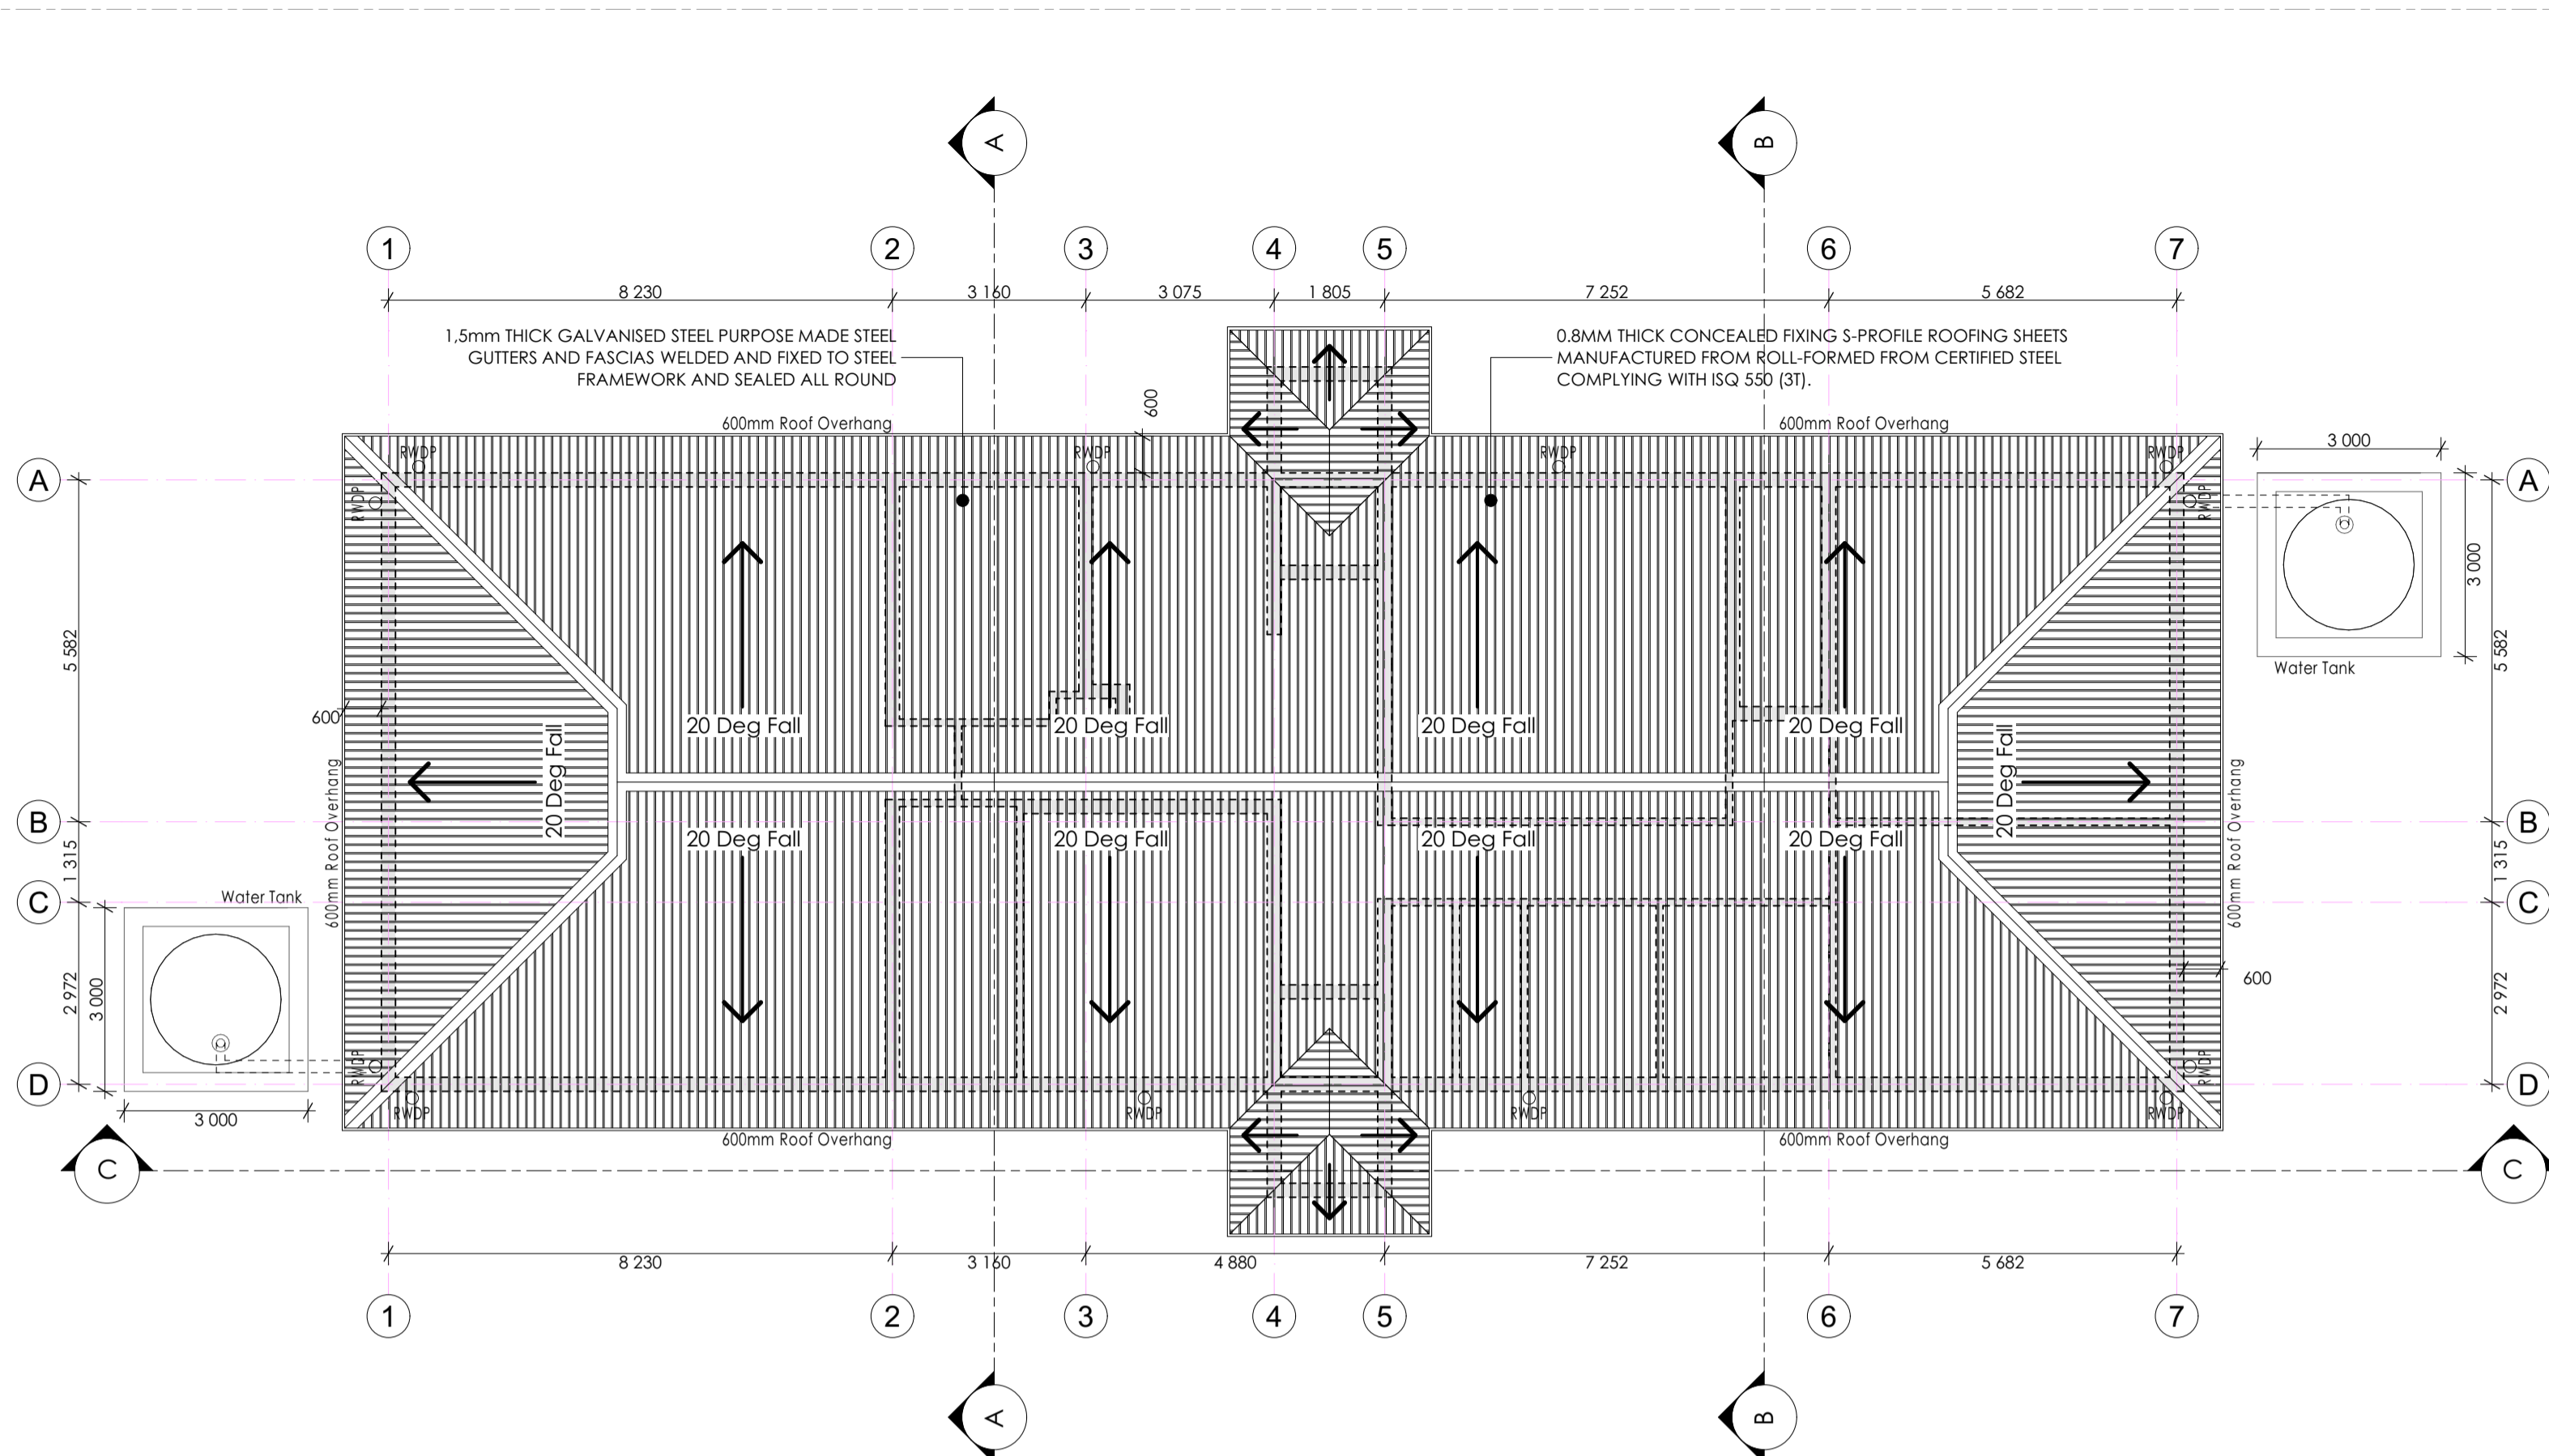 A
B
1
2
3
4
5
6
7
8 230
3 160
3 075
1 805
7 252
5 682
1,5mm THICK GALVANISED STEEL PURPOSE MADE STEEL
GUTTERS AND FASCIAS WELDED AND FIXED TO STEEL
FRAMEWORK AND SEALED ALL ROUND
0.8MM THICK CONCEALED FIXING S-PROFILE ROOFING SHEETS
MANUFACTURED FROM ROLL-FORMED FROM CERTIFIED STEEL
COMPLYING WITH ISQ 550 (3T).
600
600mm Roof Overhang
600mm Roof Overhang
3 000
RWDP
RWDP
RWDP
RWDP
A
A
RWDP
RWDP
3 000
Water Tank
5 582
5 582
600
20 Deg Fall
20 Deg Fall
20 Deg Fall
20 Deg Fall
20 Deg Fall
20 Deg Fall
600mm Roof Overhang
600mm Roof Overhang
B
B
20 Deg Fall
20 Deg Fall
20 Deg Fall
20 Deg Fall
1 315
1 315
Water Tank
C
C
2 972
3 000
600
2 972
RWDP
RWDP
D
D
RWDP
RWDP
RWDP
RWDP
3 000
600mm Roof Overhang
600mm Roof Overhang
C
C
8 230
3 160
4 880
7 252
5 682
1
2
3
4
5
6
7
A
B